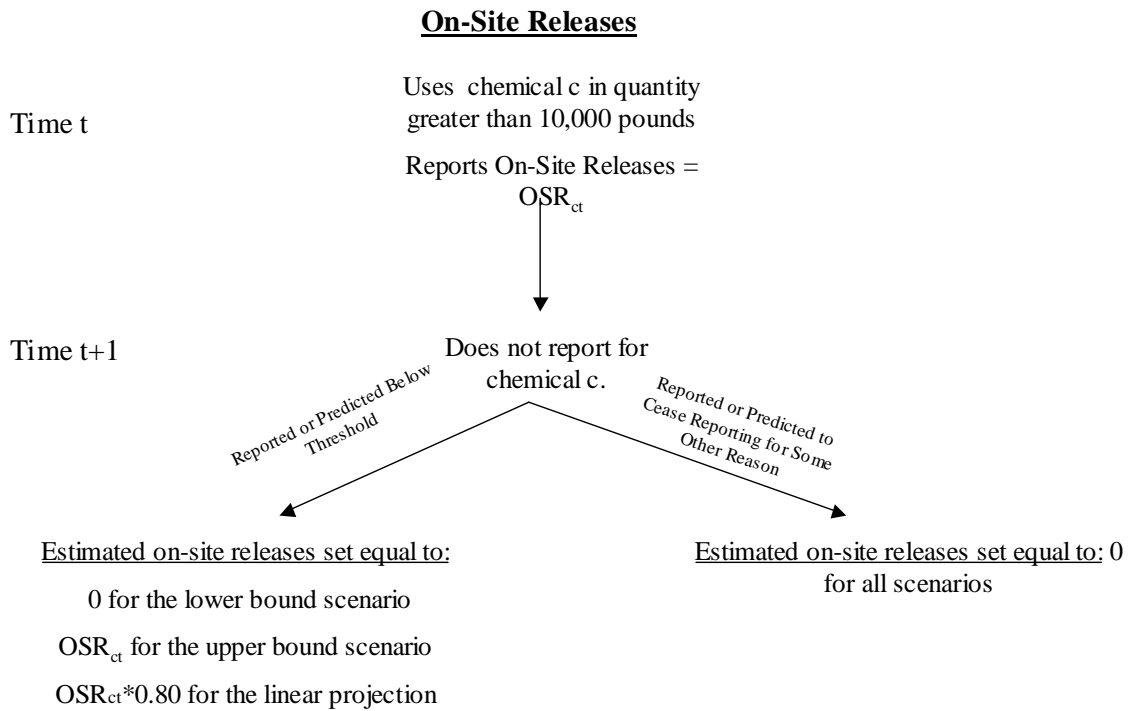 On-Site Releases
Time t
Uses chemical c in quantity
greater than 10,000 pounds
Reports On-Site Releases =
OSRct
Time t+1
Does not report for
chemical c.
Reported or Predicted Below
Threshold
Reported or Predicted to
Cease Reporting for Some
Other Reason
Estimated on-site releases set equal to:
0 for the lower bound scenario
OSRct for the upper bound scenario
OSRct*0.80 for the linear projection
Estimated on-site releases set equal to: 0
for all scenarios